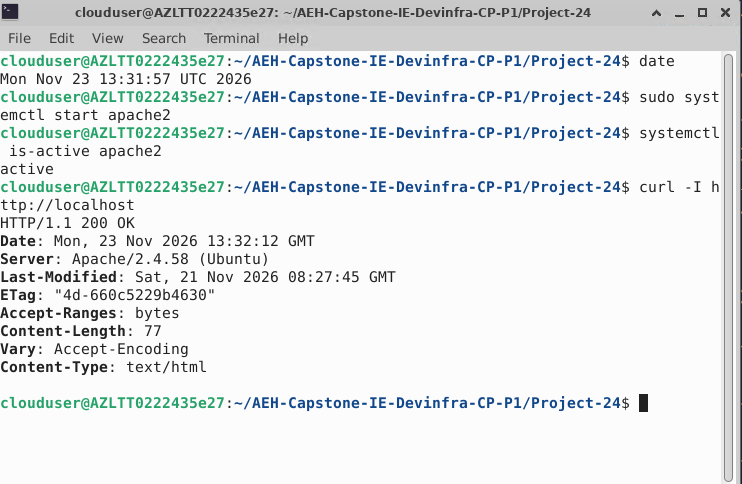 clouduser@AZLTT0222435e27: ~/AEH-Capstone-IE-Devinfra-CP-P1/Project-24
File Edit View Search Terminal Help
clouduser@AZLTT0222435e27:~/AEH-Capstone-IE-Devinfra-CP-P1/Project-24$ date
Mon Nov 23 13:31:57 UTC 2026
clouduser@AZLTT0222435e27:~/AEH-Capstone-IE-Devinfra-CP-P1/Project-24$ sudo syst
emctl start apache2
clouduser@AZLTT0222435e27:~/AEH-Capstone-IE-Devinfra-CP-P1/Project-24$ systemctl
 is-active apache2
active
clouduser@AZLTT0222435e27:~/AEH-Capstone-IE-Devinfra-CP-P1/Project-24$ curl -I h
ttp://localhost
HTTP/1.1 200 OK
Date: Mon, 23 Nov 2026 13:32:12 GMT
Server: Apache/2.4.58 (Ubuntu)
Last-Modified: Sat, 21 Nov 2026 08:27:45 GMT
ETag: "4d-660c5229b4630"
Accept-Ranges: bytes
Content-Length: 77
Vary: Accept-Encoding
Content-Type: text/html
clouduser@AZLTT0222435e27:~/AEH-Capstone-IE-Devinfra-CP-P1/Project-24$